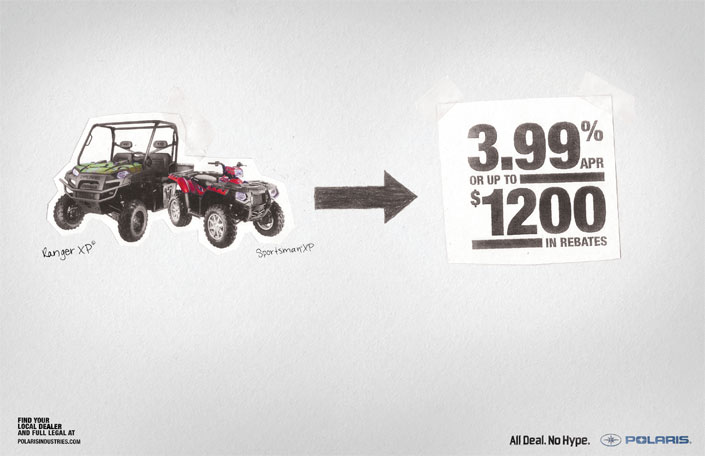 Ranger XP®
Sportsman XP
3.99% APR
OR UP TO
$1200
IN REBATES
FIND YOUR
LOCAL DEALER
AND FULL LEGAL AT
POLARISINDUSTRIES.COM
All Deal. No Hype. POLARIS